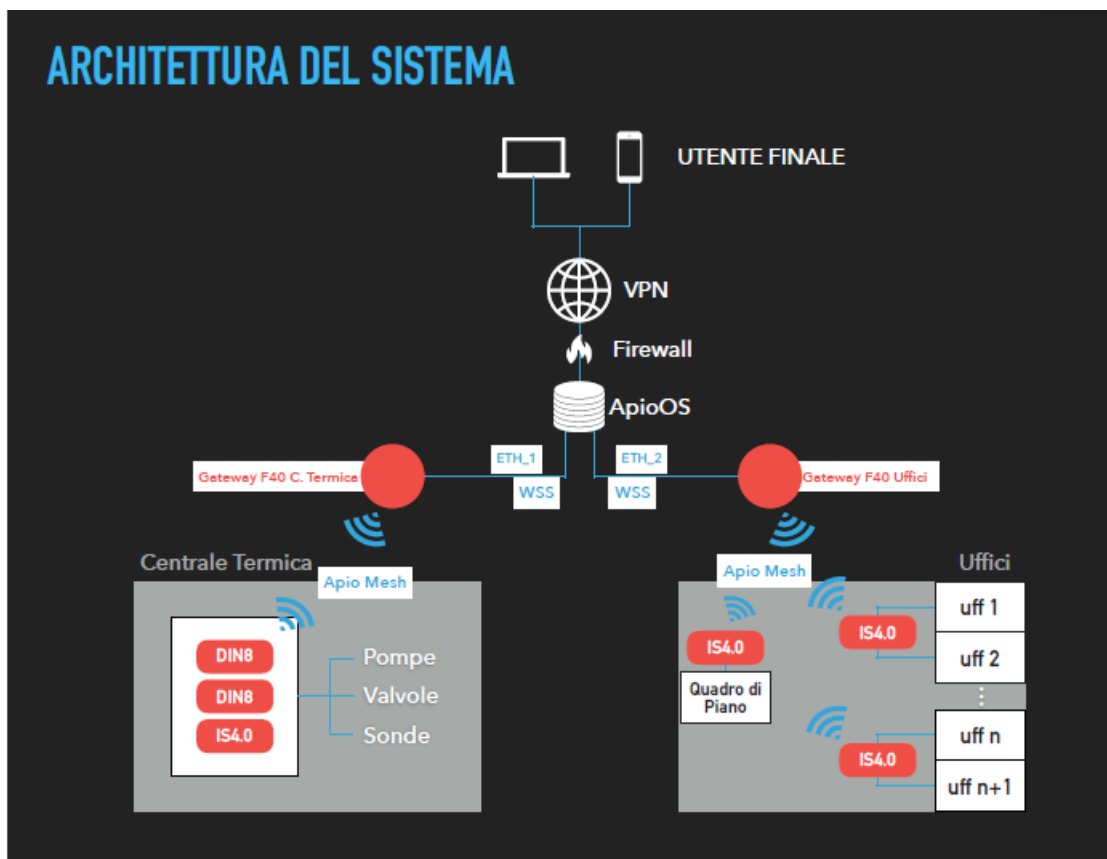 ARCHITETTURA DEL SISTEMA
UTENTE FINALE
VPN
Firewall
ApioOS
ETH_1
ETH_2
Gateway F40 C. Termica
WSS
WSS
Gateway F40 Uffici
Centrale Termica
Apio Mesh
DIN8
DIN8
IS4.0
Pompe
Valvole
Sonde
Apio Mesh
Uffici
IS4.0
Quadro di
Piano
IS4.0
uff 1
uff 2
⋮
IS4.0
uff n
uff n+1